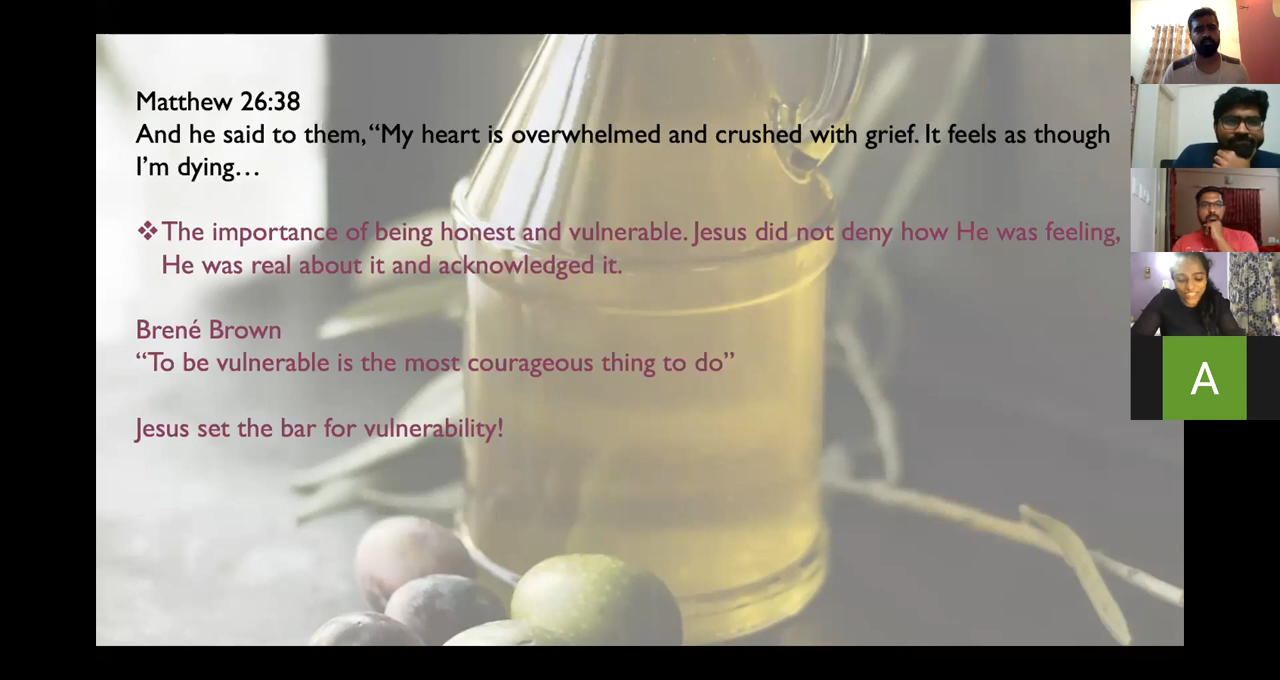 Matthew 26:38
And he said to them, “My heart is overwhelmed and crushed with grief. It feels as though
I’m dying…
❖The importance of being honest and vulnerable. Jesus did not deny how He was feeling,
He was real about it and acknowledged it.
Brené Brown
“To be vulnerable is the most courageous thing to do”
Jesus set the bar for vulnerability!
A